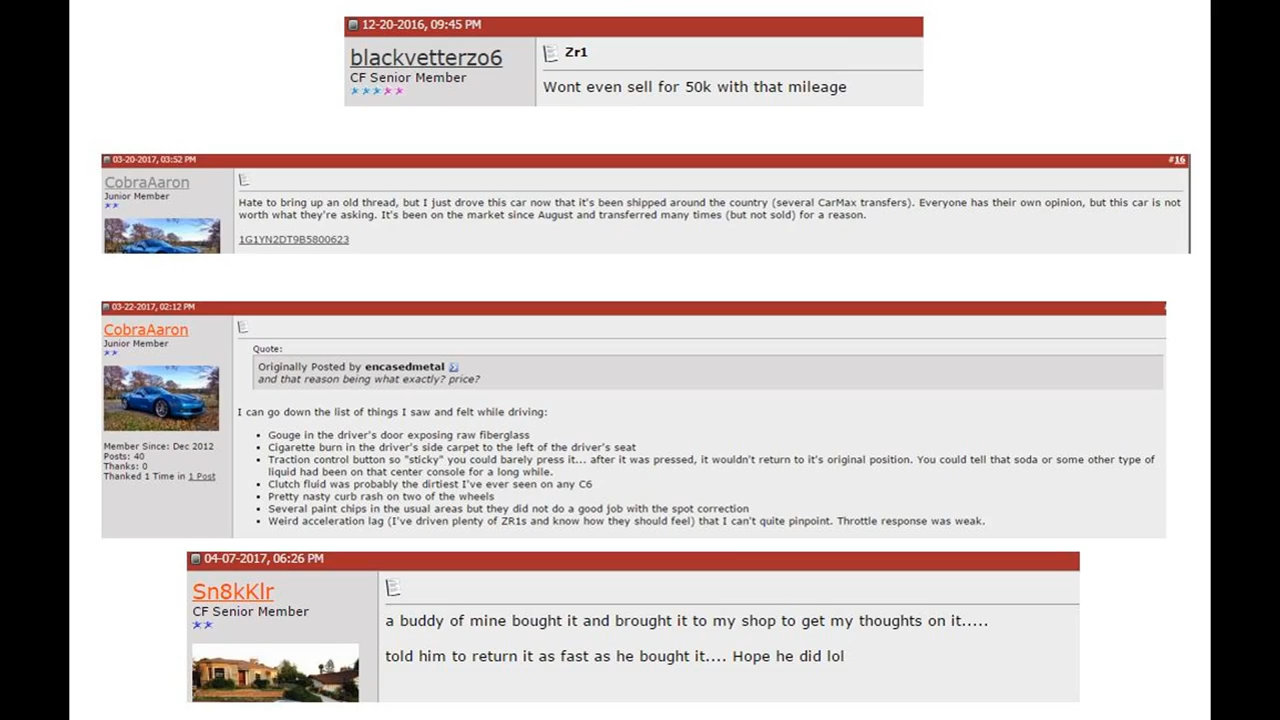 12-20-2016, 09:45 PM
blackvetterzo6
CF Senior Member
Zr1
Wont even sell for 50k with that mileage
03-20-2017, 03:52 PM
#16
CobraAaron
Junior Member
Hate to bring up an old thread, but I just drove this car now that it's been shipped around the country (several CarMax transfers). Everyone has their own opinion, but this car is not
worth what they're asking. It's been on the market since August and transferred many times (but not sold) for a reason.
1G1YN2DT9B5800623
03-22-2017, 02:12 PM
CobraAaron
Junior Member
Member Since: Dec 2012
Posts: 40
Thanks: 0
Thanked 1 Time in 1 Post
Quote:
Originally Posted by encasedmetal
and that reason being what exactly? price?
I can go down the list of things I saw and felt while driving:
• Gouge in the driver's door exposing raw fiberglass
• Cigarette burn in the driver's side carpet to the left of the driver's seat
• Traction control button so "sticky" you could barely press it... after it was pressed, it wouldn't return to it's original position. You could tell that soda or some other type of
liquid had been on that center console for a long while.
• Clutch fluid was probably the dirtiest I've ever seen on any C6
• Pretty nasty curb rash on two of the wheels
• Several paint chips in the usual areas but they did not do a good job with the spot correction
• Weird acceleration lag (I've driven plenty of ZR1s and know how they should feel) that I can't quite pinpoint. Throttle response was weak.
04-07-2017, 06:26 PM
Sn8kKlr
CF Senior Member
a buddy of mine bought it and brought it to my shop to get my thoughts on it.....
told him to return it as fast as he bought it.... Hope he did lol